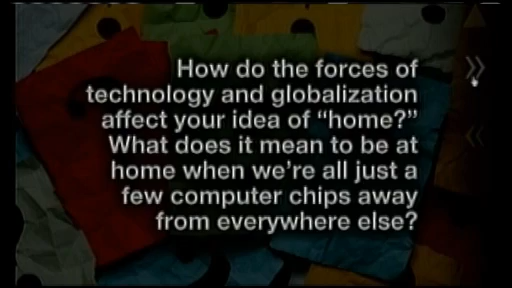 How do the forces of
technology and globalization
affect your idea of “home?”
What does it mean to be at
home when we’re all just a
few computer chips away
from everywhere else?